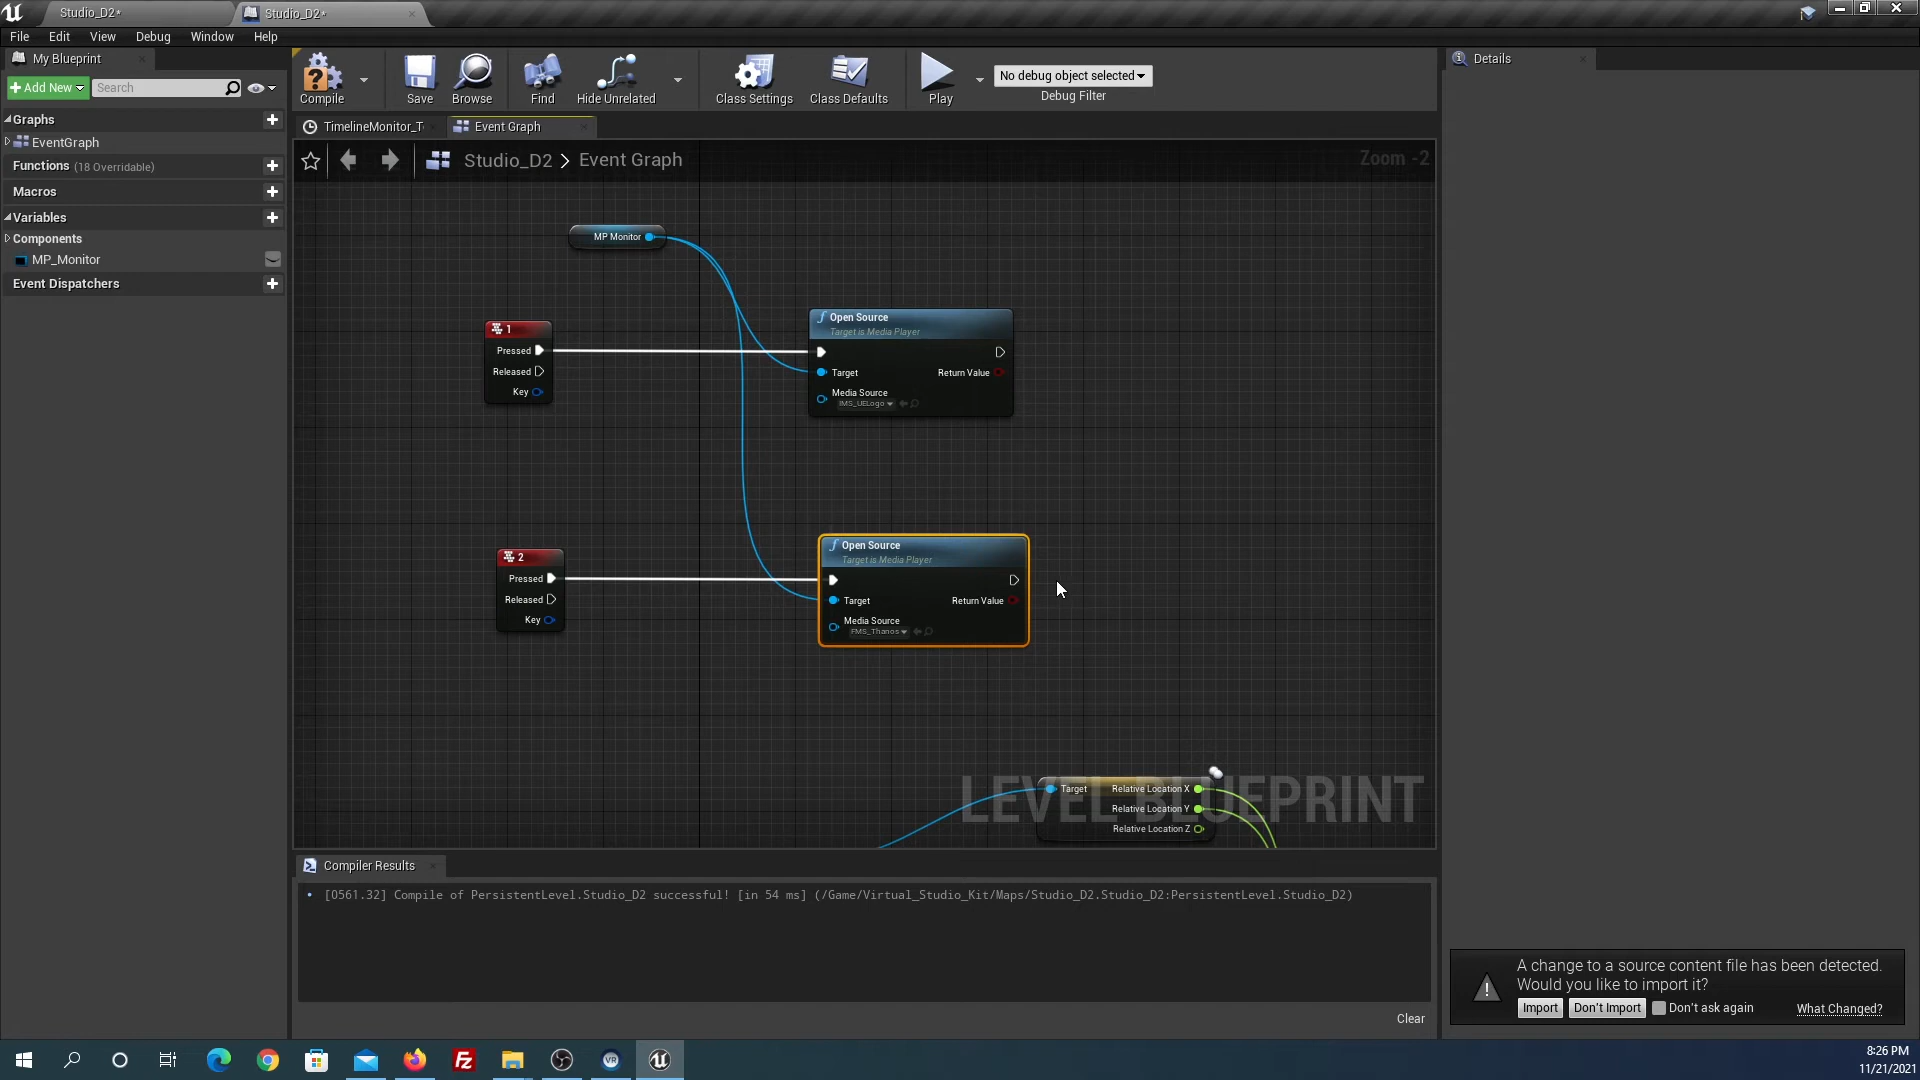 Studio_D2*
Studio_D2*
File Edit View Debug Window Help
My Blueprint
Add New
Search
Graphs
EventGraph
Functions (18 Overridable)
Macros
Variables
Components
MP_Monitor
Event Dispatchers
Compile
Save
Browse
Find
Hide Unrelated
Class Settings
Class Defaults
Play
No debug object selected
Debug Filter
TimelineMonitor_T
Event Graph
Studio_D2 > Event Graph
Zoom -2
MP Monitor
1
Pressed
Released
Key
Open Source
Target is Media Player
Target
Return Value
Media Source
IMS_UELogo
2
Pressed
Released
Key
Open Source
Target is Media Player
Target
Return Value
Media Source
FMS_Thanos
Target
Relative Location X
Relative Location Y
Relative Location Z
LEVEL BLUEPRINT
Compiler Results
• [0561.32] Compile of PersistentLevel.Studio_D2 successful! [in 54 ms] (/Game/Virtual_Studio_Kit/Maps/Studio_D2.Studio_D2:PersistentLevel.Studio_D2)
Clear
Details
A change to a source content file has been detected.
Would you like to import it?
Import
Don't Import
Don't ask again
What Changed?
8:26 PM
11/21/2021